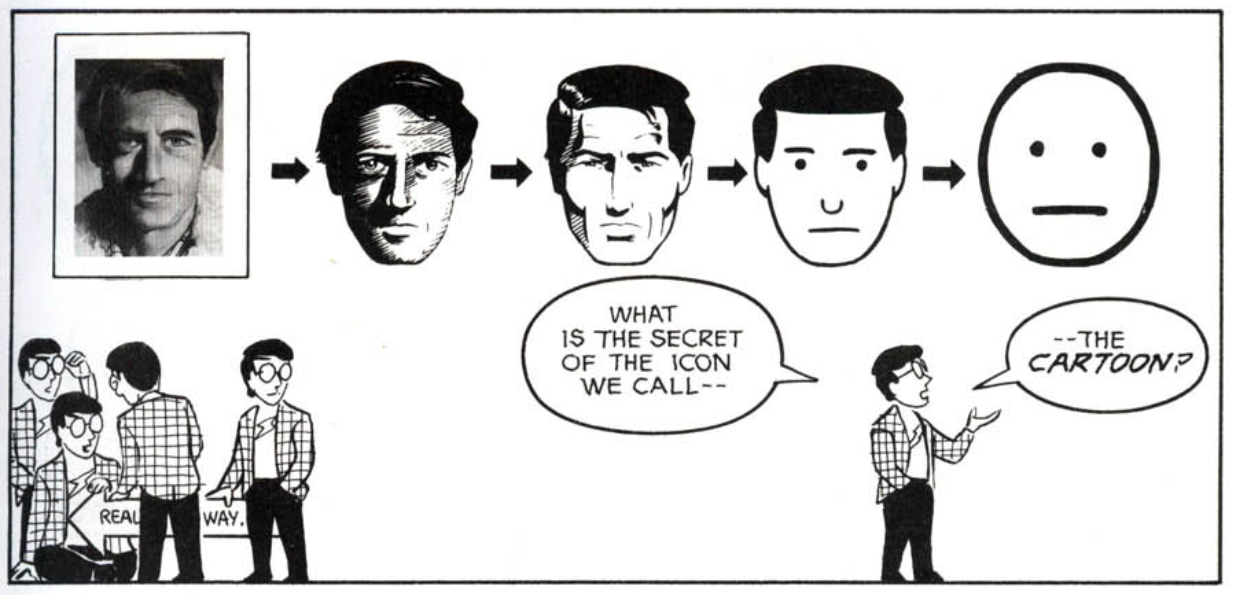 WHAT
IS THE SECRET
OF THE ICON
WE CALL--
--THE
CARTOON?
REAL WAY.